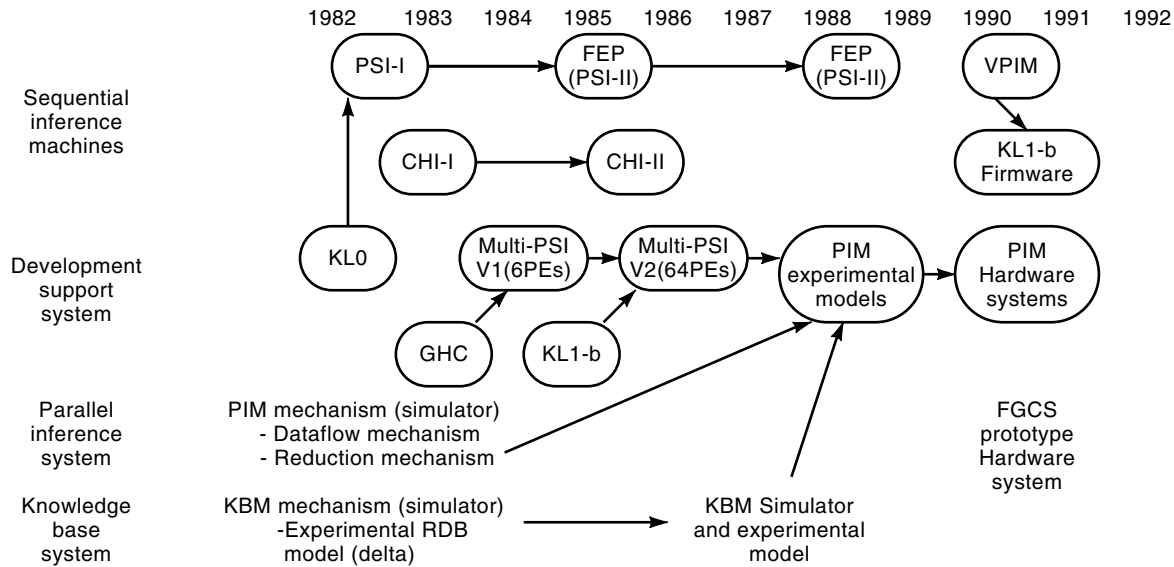 1982 1983 1984 1985 1986 1987 1988 1989 1990 1991 1992
Sequential
inference
machines
PSI-I
FEP
(PSI-II)
FEP
(PSI-II)
VPIM
CHI-I
CHI-II
KL1-b
Firmware
Development
support
system
KL0
Multi-PSI
V1(6PEs)
Multi-PSI
V2(64PEs)
PIM
experimental
models
PIM
Hardware
systems
GHC
KL1-b
Parallel
inference
system
PIM mechanism (simulator)
- Dataflow mechanism
- Reduction mechanism
FGCS
prototype
Hardware
system
Knowledge
base
system
KBM mechanism (simulator)
-Experimental RDB
model (delta)
KBM Simulator
and experimental
model